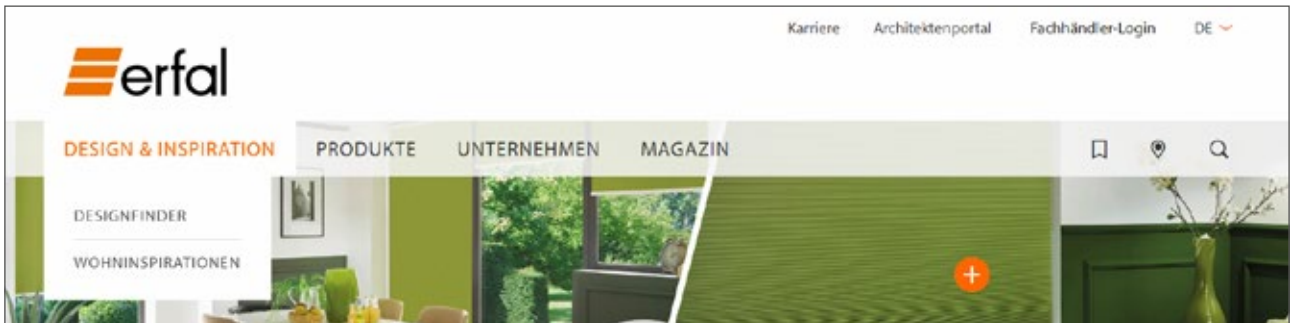 Karriere Architektenportal Fachhändler-Login DE
erfal
DESIGN & INSPIRATION PRODUKTE UNTERNEHMEN MAGAZIN
DESIGNFINDER
WOHNINSPIRATIONEN